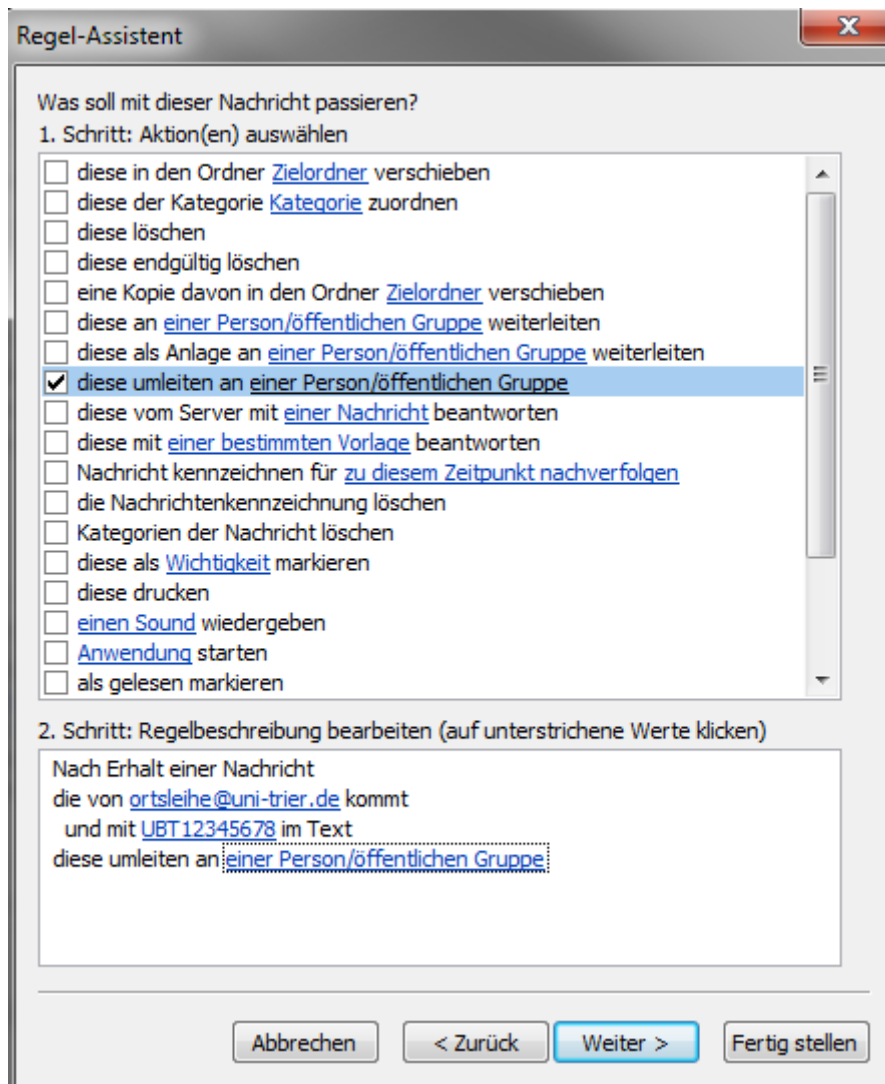 Regel-Assistent
Was soll mit dieser Nachricht passieren?
1. Schritt: Aktion(en) auswählen
diese in den Ordner Zielordner verschieben
diese der Kategorie Kategorie zuordnen
diese löschen
diese endgültig löschen
eine Kopie davon in den Ordner Zielordner verschieben
diese an einer Person/öffentlichen Gruppe weiterleiten
diese als Anlage an einer Person/öffentlichen Gruppe weiterleiten
diese umleiten an einer Person/öffentlichen Gruppe
diese vom Server mit einer Nachricht beantworten
diese mit einer bestimmten Vorlage beantworten
Nachricht kennzeichnen für zu diesem Zeitpunkt nachverfolgen
die Nachrichtenkennzeichnung löschen
Kategorien der Nachricht löschen
diese als Wichtigkeit markieren
diese drucken
einen Sound wiedergeben
Anwendung starten
als gelesen markieren
2. Schritt: Regelbeschreibung bearbeiten (auf unterstrichene Werte klicken)
Nach Erhalt einer Nachricht
die von ortsleihe@uni-trier.de kommt
und mit UBT12345678 im Text
diese umleiten an einer Person/öffentlichen Gruppe
Abbrechen < Zurück Weiter > Fertig stellen